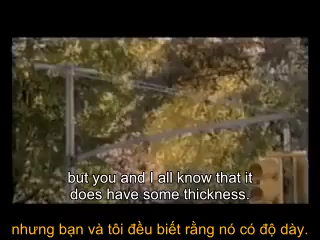 but you and I all know that it
does have some thickness.
nhưng bạn và tôi đều biết rằng nó có độ dày.